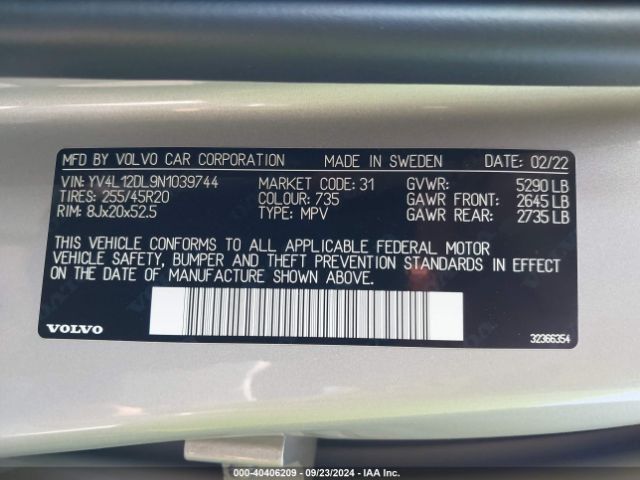 MFD BY VOLVO CAR CORPORATION MADE IN SWEDEN DATE: 02/22
VIN: YV4L12DL9N1039744 MARKET CODE: 31 GVWR: 5290 LB
TIRES: 255/45R20 COLOUR: 735 GAWR FRONT: 2645 LB
RIM: 8Jx20x52.5 TYPE: MPV GAWR REAR: 2735 LB
THIS VEHICLE CONFORMS TO ALL APPLICABLE FEDERAL MOTOR
VEHICLE SAFETY, BUMPER AND THEFT PREVENTION STANDARDS IN EFFECT
ON THE DATE OF MANUFACTURE SHOWN ABOVE.
VOLVO 32366354
000-40406209 - 09/23/2024 - IAA Inc.